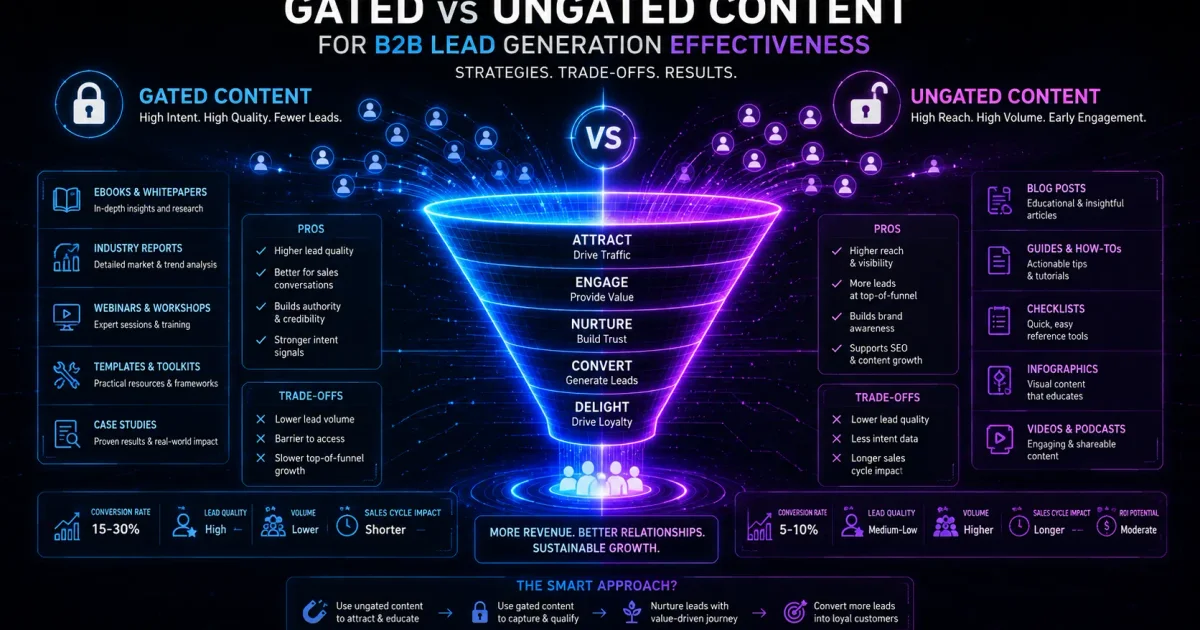 GATED vs UNGATED CONTENT
FOR B2B LEAD GENERATION EFFECTIVENESS
STRATEGIES. TRADE-OFFS. RESULTS.
GATED CONTENT
High Intent. High Quality. Fewer Leads.
VS
UNGATED CONTENT
High Reach. High Volume. Early Engagement.
EBOOKS & WHITEPAPERS
In-depth insights and research
INDUSTRY REPORTS
Detailed market & trend analysis
WEBINARS & WORKSHOPS
Expert sessions & training
TEMPLATES & TOOLKITS
Practical resources & frameworks
CASE STUDIES
Proven results & real-world impact
PROS
Higher lead quality
Better for sales
conversations
Builds authority
& credibility
Stronger intent
signals
TRADE-OFFS
Lower lead volume
Barrier to access
Slower top-of-funnel
growth
ATTRACT
Drive Traffic
ENGAGE
Provide Value
NURTURE
Build Trust
CONVERT
Generate Leads
DELIGHT
Drive Loyalty
PROS
Higher reach
& visibility
More leads
at top-of-funnel
Builds brand
awareness
Supports SEO
& content growth
TRADE-OFFS
Lower lead quality
Less intent data
Longer sales
cycle impact
BLOG POSTS
Educational & insightful
articles
GUIDES & HOW-TOs
Actionable tips
& tutorials
CHECKLISTS
Quick, easy
reference tools
INFOGRAPHICS
Visual content
that educates
VIDEOS & PODCASTS
Engaging & shareable
content
CONVERSION RATE
15-30%
LEAD QUALITY
High
VOLUME
Lower
SALES CYCLE IMPACT
Shorter
MORE REVENUE. BETTER RELATIONSHIPS.
SUSTAINABLE GROWTH.
CONVERSION RATE
5-10%
LEAD QUALITY
Medium-Low
VOLUME
Higher
SALES CYCLE IMPACT
Longer
ROI POTENTIAL
Moderate
THE SMART APPROACH?
Use ungated content
to attract & educate
Use gated content
to capture & qualify
Nurture leads with
value-driven journey
Convert more leads
into loyal customers